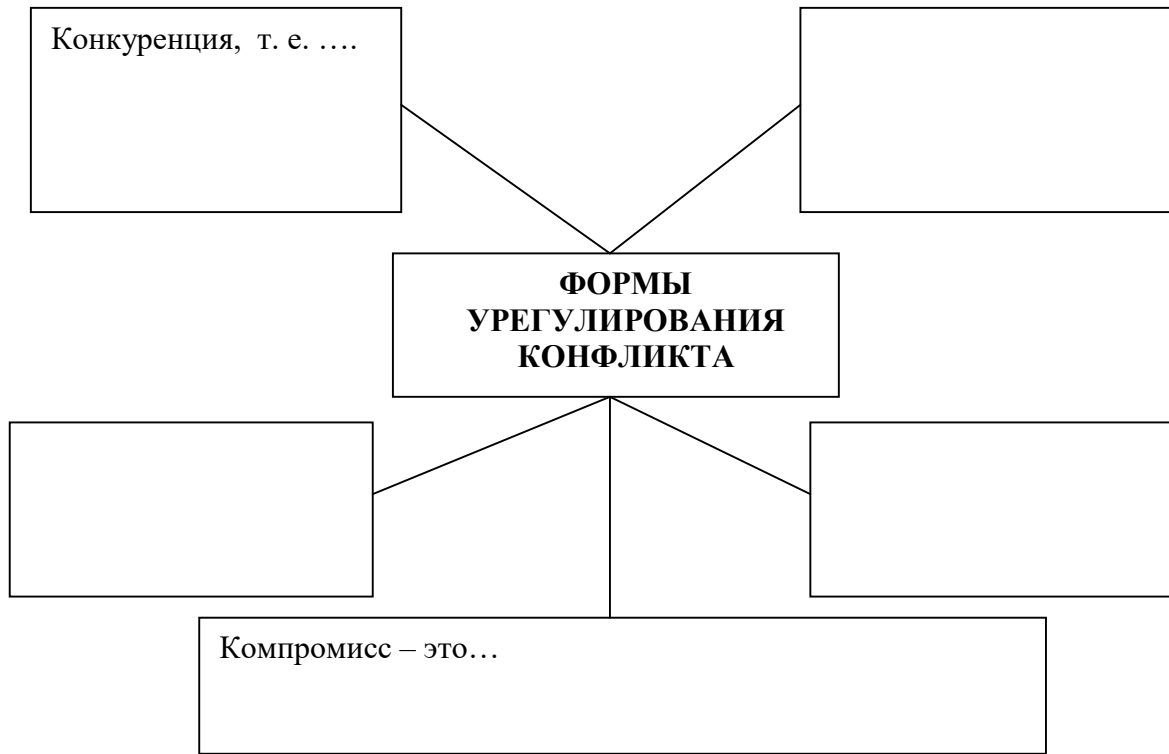 Конкуренция,  т. е. ….
ФОРМЫ
УРЕГУЛИРОВАНИЯ
КОНФЛИКТА
Компромисс – это…